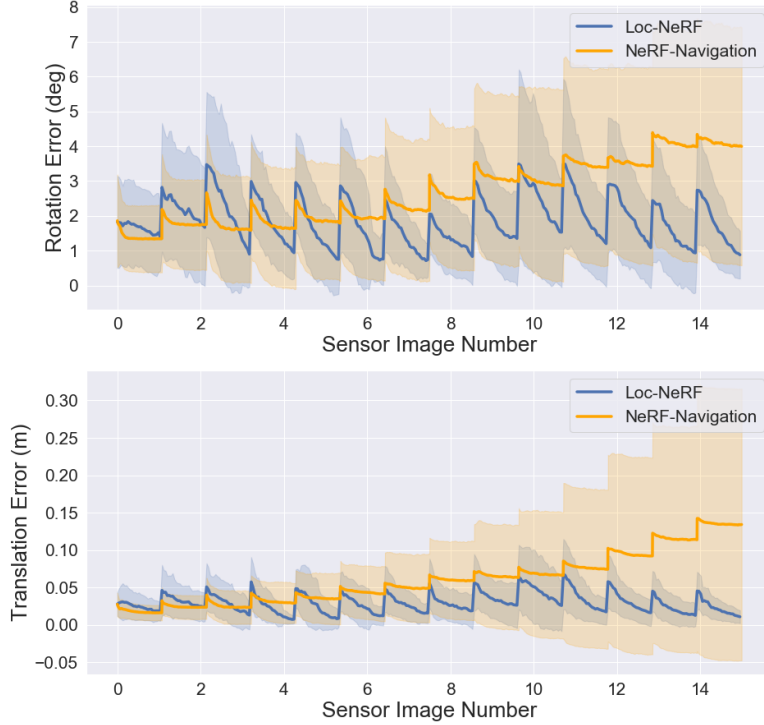 8
7
6
5
4
3
2
1
0
Rotation Error (deg)
Loc-NeRF
NeRF-Navigation
0 2 4 6 8 10 12 14
Sensor Image Number
0.30
0.25
0.20
0.15
0.10
0.05
0.00
−0.05
Translation Error (m)
Loc-NeRF
NeRF-Navigation
0 2 4 6 8 10 12 14
Sensor Image Number